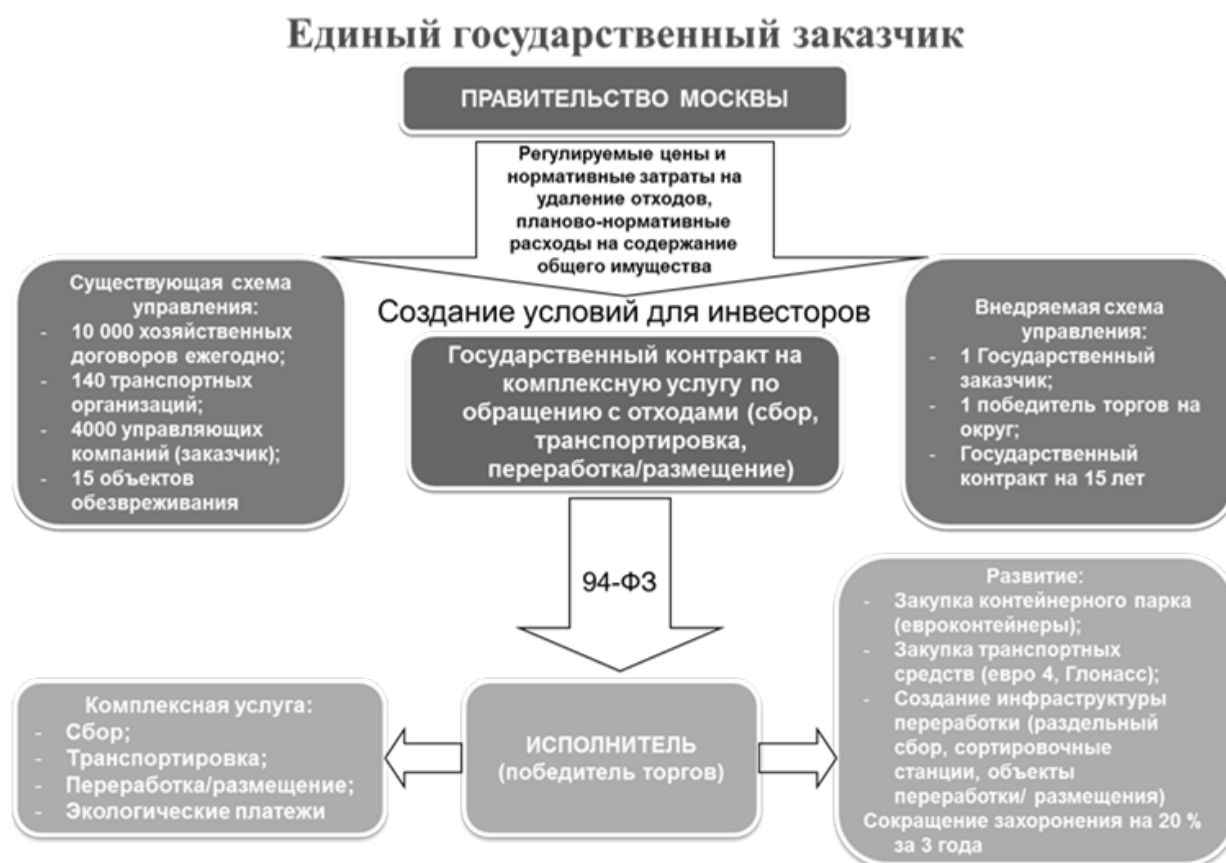 Единый государственный заказчик
ПРАВИТЕЛЬСТВО МОСКВЫ
Регулируемые цены и
нормативные затраты на
удаление отходов,
планово-нормативные
расходы на содержание
общего имущества
Существующая схема
управления:
- 10 000 хозяйственных
договоров ежегодно;
- 140 транспортных
организаций;
- 4000 управляющих
компаний (заказчик);
- 15 объектов
обезвреживания
Создание условий для инвесторов
Государственный контракт на
комплексную услугу по
обращению с отходами (сбор,
транспортировка,
переработка/размещение)
Внедряемая схема
управления:
- 1 Государственный
заказчик;
- 1 победитель торгов на
округ;
- Государственный
контракт на 15 лет
94-ФЗ
Комплексная услуга:
- Сбор;
- Транспортировка;
- Переработка/размещение;
- Экологические платежи
ИСПОЛНИТЕЛЬ
(победитель торгов)
Развитие:
- Закупка контейнерного парка
(евроконтейнеры);
- Закупка транспортных
средств (евро 4, Глонасс);
- Создание инфраструктуры
переработки (раздельный
сбор, сортировочные
станции, объекты
переработки/ размещения)
Сокращение захоронения на 20 %
за 3 года